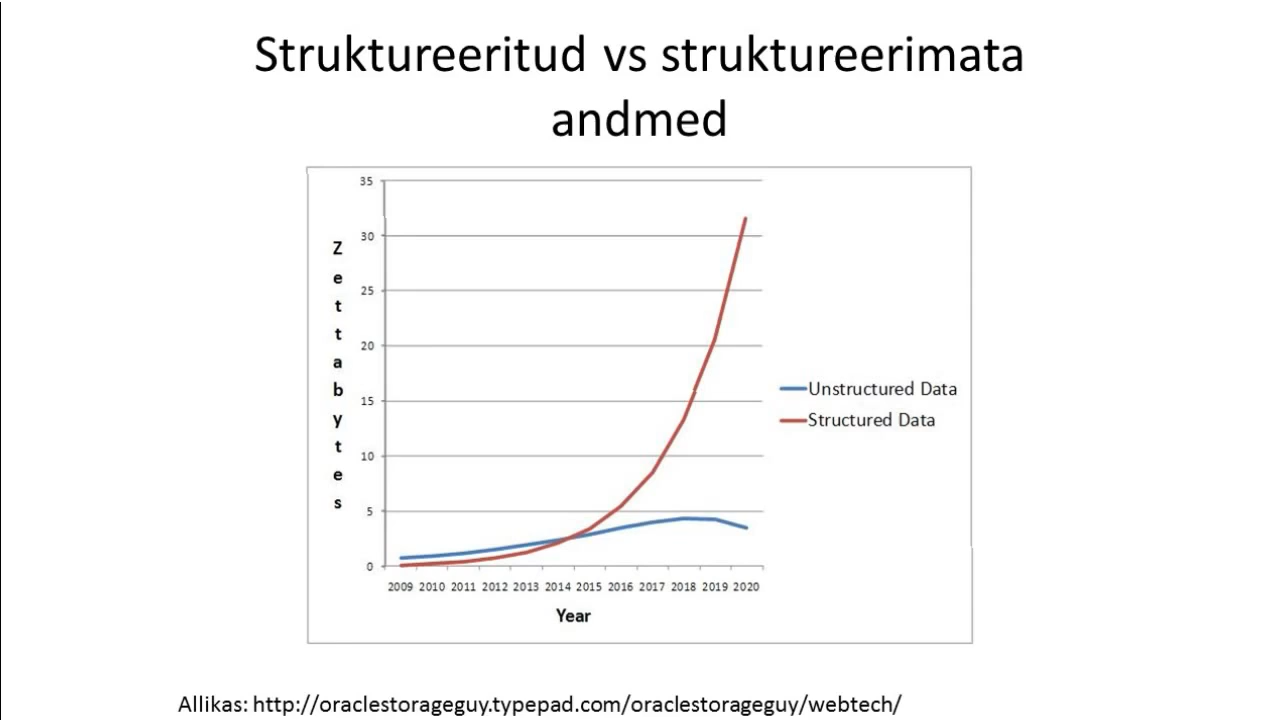 Struktureeritud vs struktureerimata
andmed
35
30
25
20
15
10
5
0
Zettabytes
2009 2010 2011 2012 2013 2014 2015 2016 2017 2018 2019 2020
Year
Unstructured Data
Structured Data
Allikas: http://oraclestorageguy.typepad.com/oraclestorageguy/webtech/